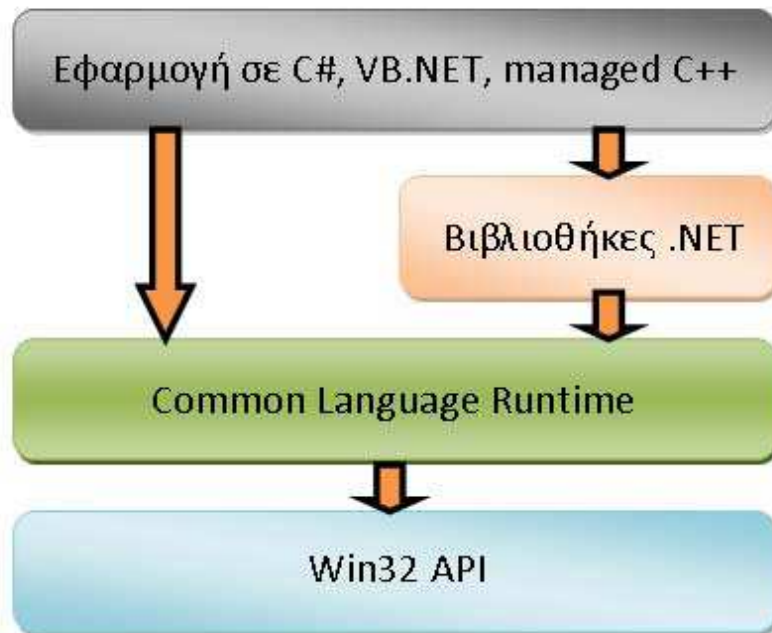 Εφαρμογή σε C#, VB.NET, managed C++
Βιβλιοθήκες .NET
Common Language Runtime
Win32 API